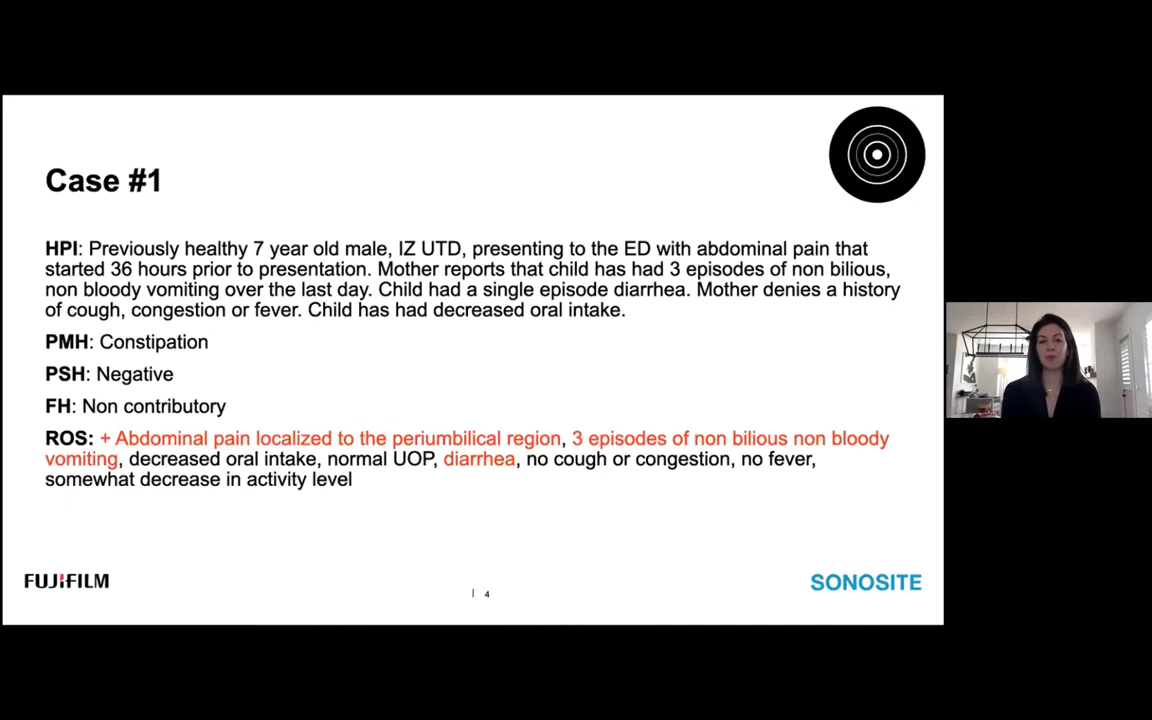 Case #1
HPI: Previously healthy 7 year old male, IZ UTD, presenting to the ED with abdominal pain that
started 36 hours prior to presentation. Mother reports that child has had 3 episodes of non bilious,
non bloody vomiting over the last day. Child had a single episode diarrhea. Mother denies a history
of cough, congestion or fever. Child has had decreased oral intake.
PMH: Constipation
PSH: Negative
FH: Non contributory
ROS: + Abdominal pain localized to the periumbilical region, 3 episodes of non bilious non bloody
vomiting, decreased oral intake, normal UOP, diarrhea, no cough or congestion, no fever,
somewhat decrease in activity level
FUJIFILM
| 4
SONOSITE